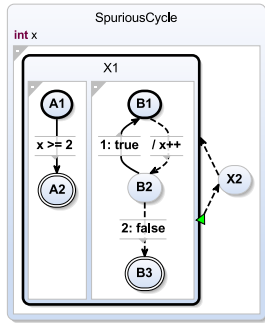 SpuriousCycle
int x
X1
A1
B1
x >= 2
1: true
/ x++
A2
B2
X2
2: false
B3